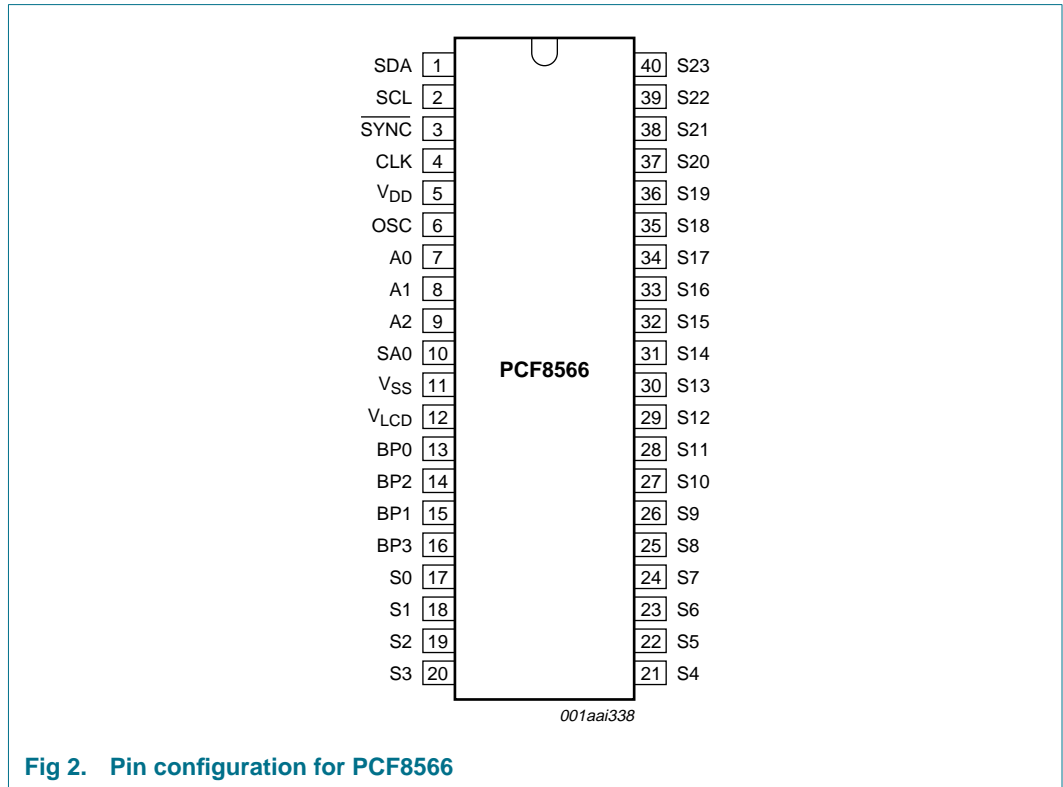 SDA 1 40 S23
SCL 2 39 S22
SYNC 3 38 S21
CLK 4 37 S20
VDD 5 36 S19
OSC 6 35 S18
A0 7 34 S17
A1 8 33 S16
A2 9 32 S15
SA0 10 31 S14
PCF8566
VSS 11 30 S13
VLCD 12 29 S12
BP0 13 28 S11
BP2 14 27 S10
BP1 15 26 S9
BP3 16 25 S8
S0 17 24 S7
S1 18 23 S6
S2 19 22 S5
S3 20 21 S4
001aai338
Fig 2. Pin configuration for PCF8566